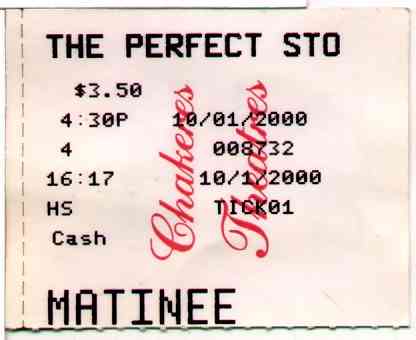 THE PERFECT STO
$3.50
4:30P 10/01/2000
4 008732
16:17 10/1/2000
HS TICK01
Cash
MATINEE
Chakeres
Theatres